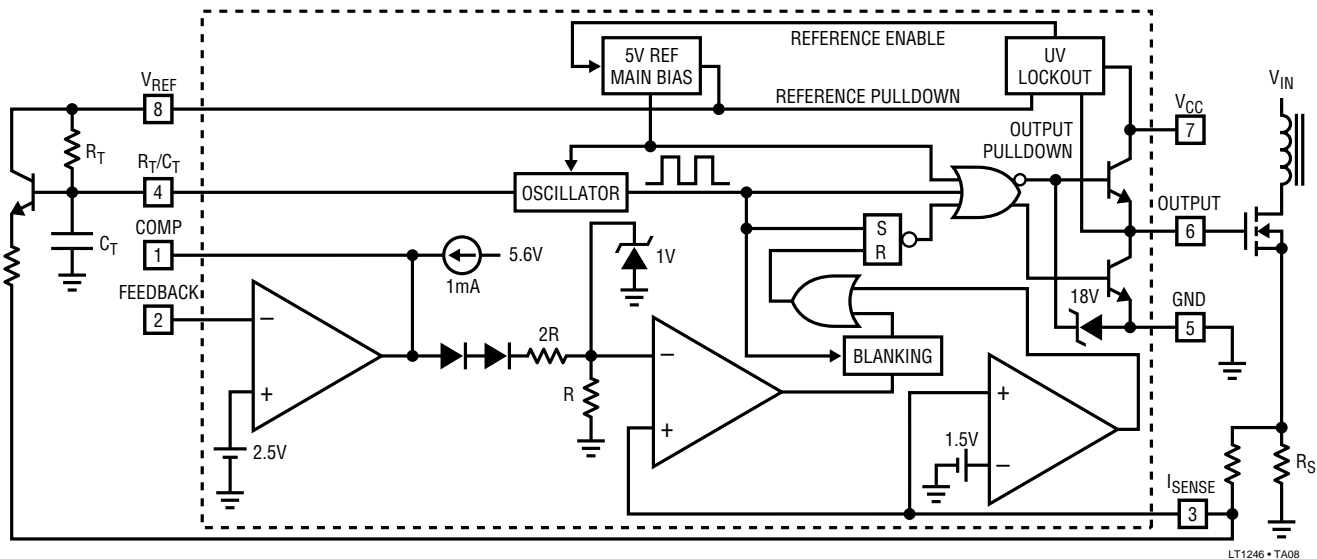 REFERENCE ENABLE
5V REF
MAIN BIAS
UV
LOCKOUT
V_IN
V_REF
8
REFERENCE PULLDOWN
V_CC
7
R_T
OUTPUT
PULLDOWN
R_T/C_T
4
OSCILLATOR
OUTPUT
6
COMP
1
C_T
5.6V
1mA
1V
S
R
18V
GND
5
FEEDBACK
2
−
2R
−
BLANKING
+
R
+
+
2.5V
1.5V
−
R_S
I_SENSE
3
LT1246 • TA08